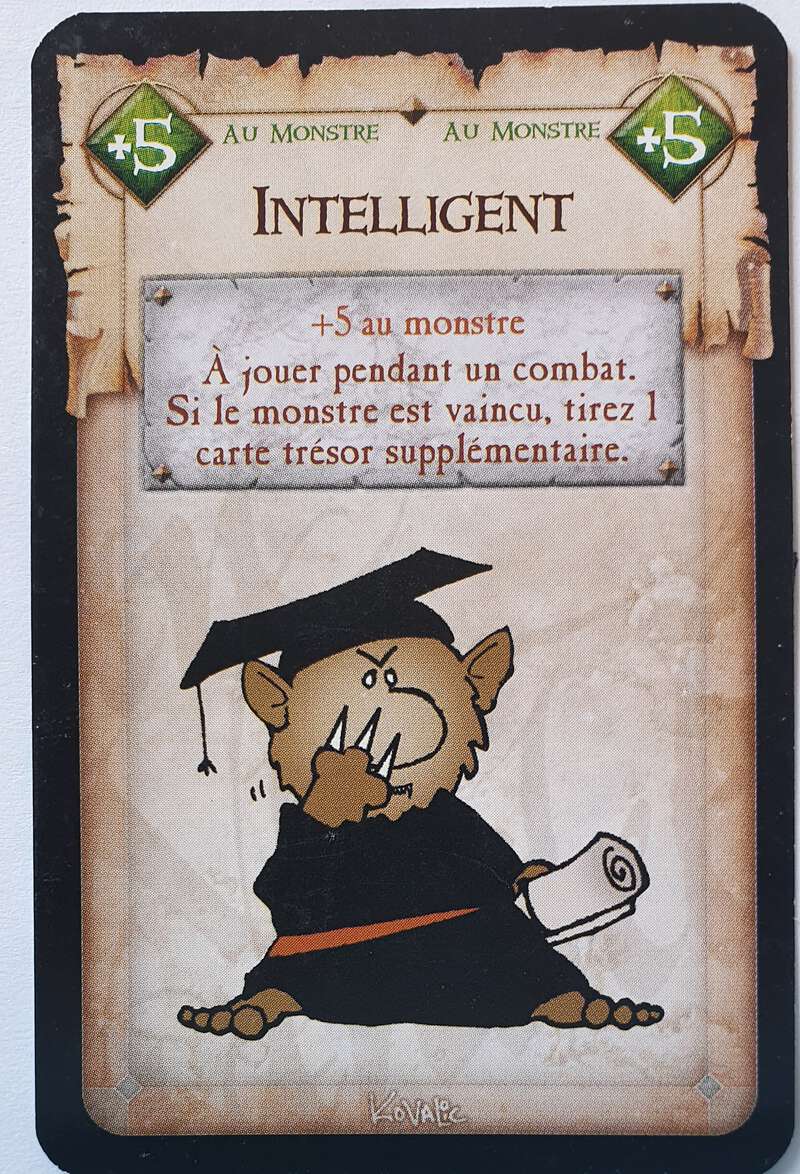 +5 AU MONSTRE AU MONSTRE +5
INTELLIGENT
+5 au monstre
À jouer pendant un combat.
Si le monstre est vaincu, tirez 1
carte trésor supplémentaire.
KOVALIC